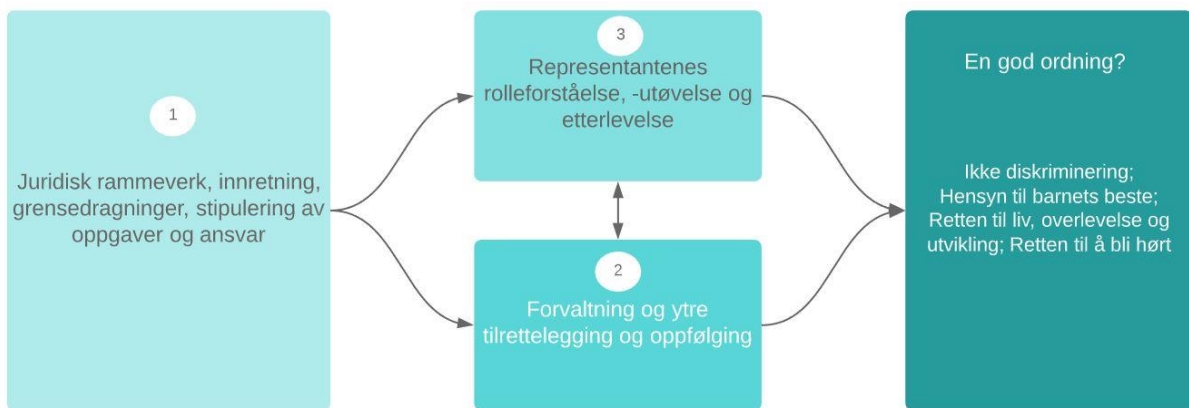 1
Juridisk rammeverk, innretning,
grensedragninger, stipulering av
oppgaver og ansvar
3
Representantenes
rolleforståelse, -utøvelse og
etterlevelse
2
Forvaltning og ytre
tilrettelegging og oppfølging
En god ordning?
Ikke diskriminering;
Hensyn til barnets beste;
Retten til liv, overlevelse og
utvikling; Retten til å bli hørt